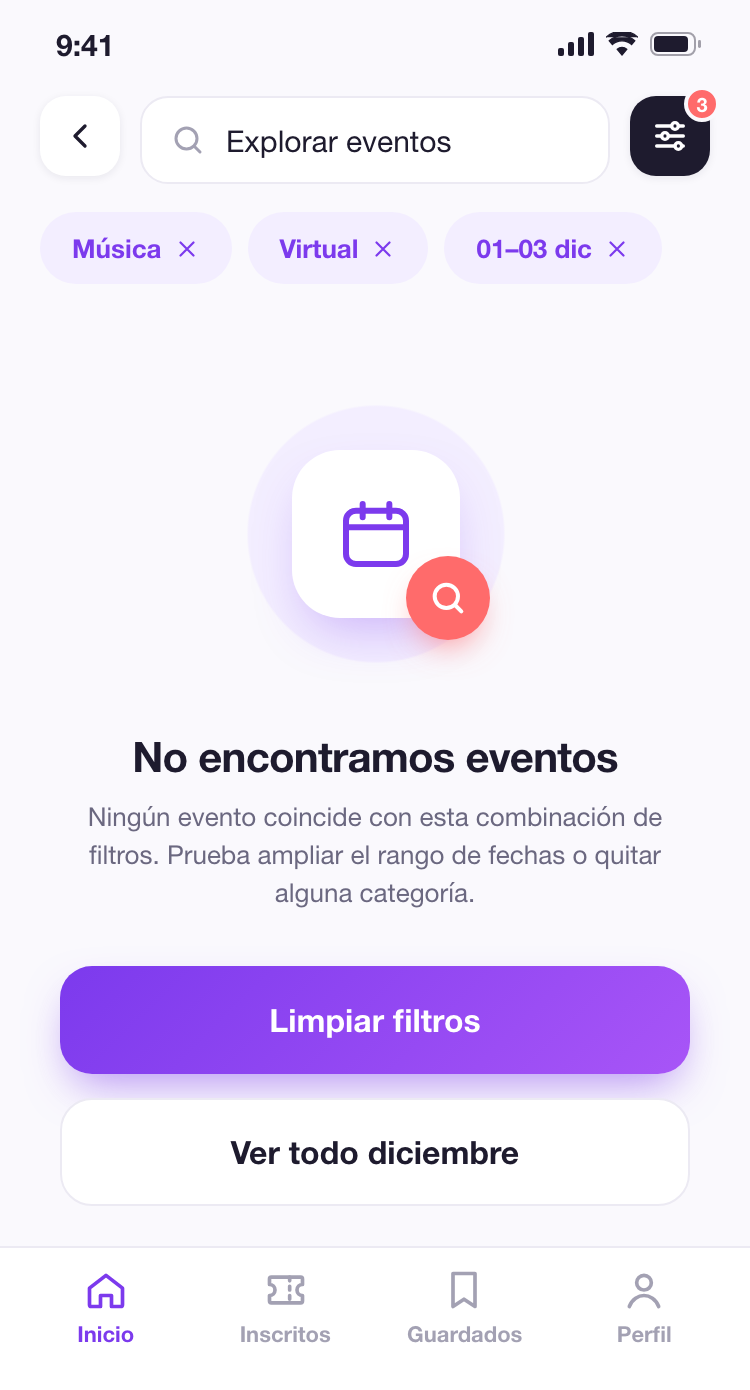 9:41
Explorar eventos
3
Música
Virtual
01–03 dic
No encontramos eventos
Ningún evento coincide con esta combinación de
filtros. Prueba ampliar el rango de fechas o quitar
alguna categoría.
Limpiar filtros
Ver todo diciembre
Inicio
Inscritos
Guardados
Perfil